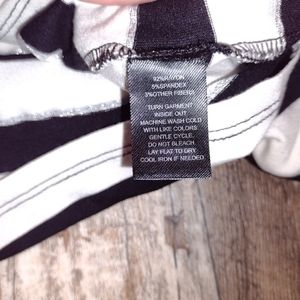 92%RAYON
5%SPANDEX
3%OTHER FIBERS
TURN GARMENT
INSIDE OUT
MACHINE WASH COLD
WITH LIKE COLORS
GENTLE CYCLE.
DO NOT BLEACH.
LAY FLAT TO DRY
COOL IRON IF NEEDED